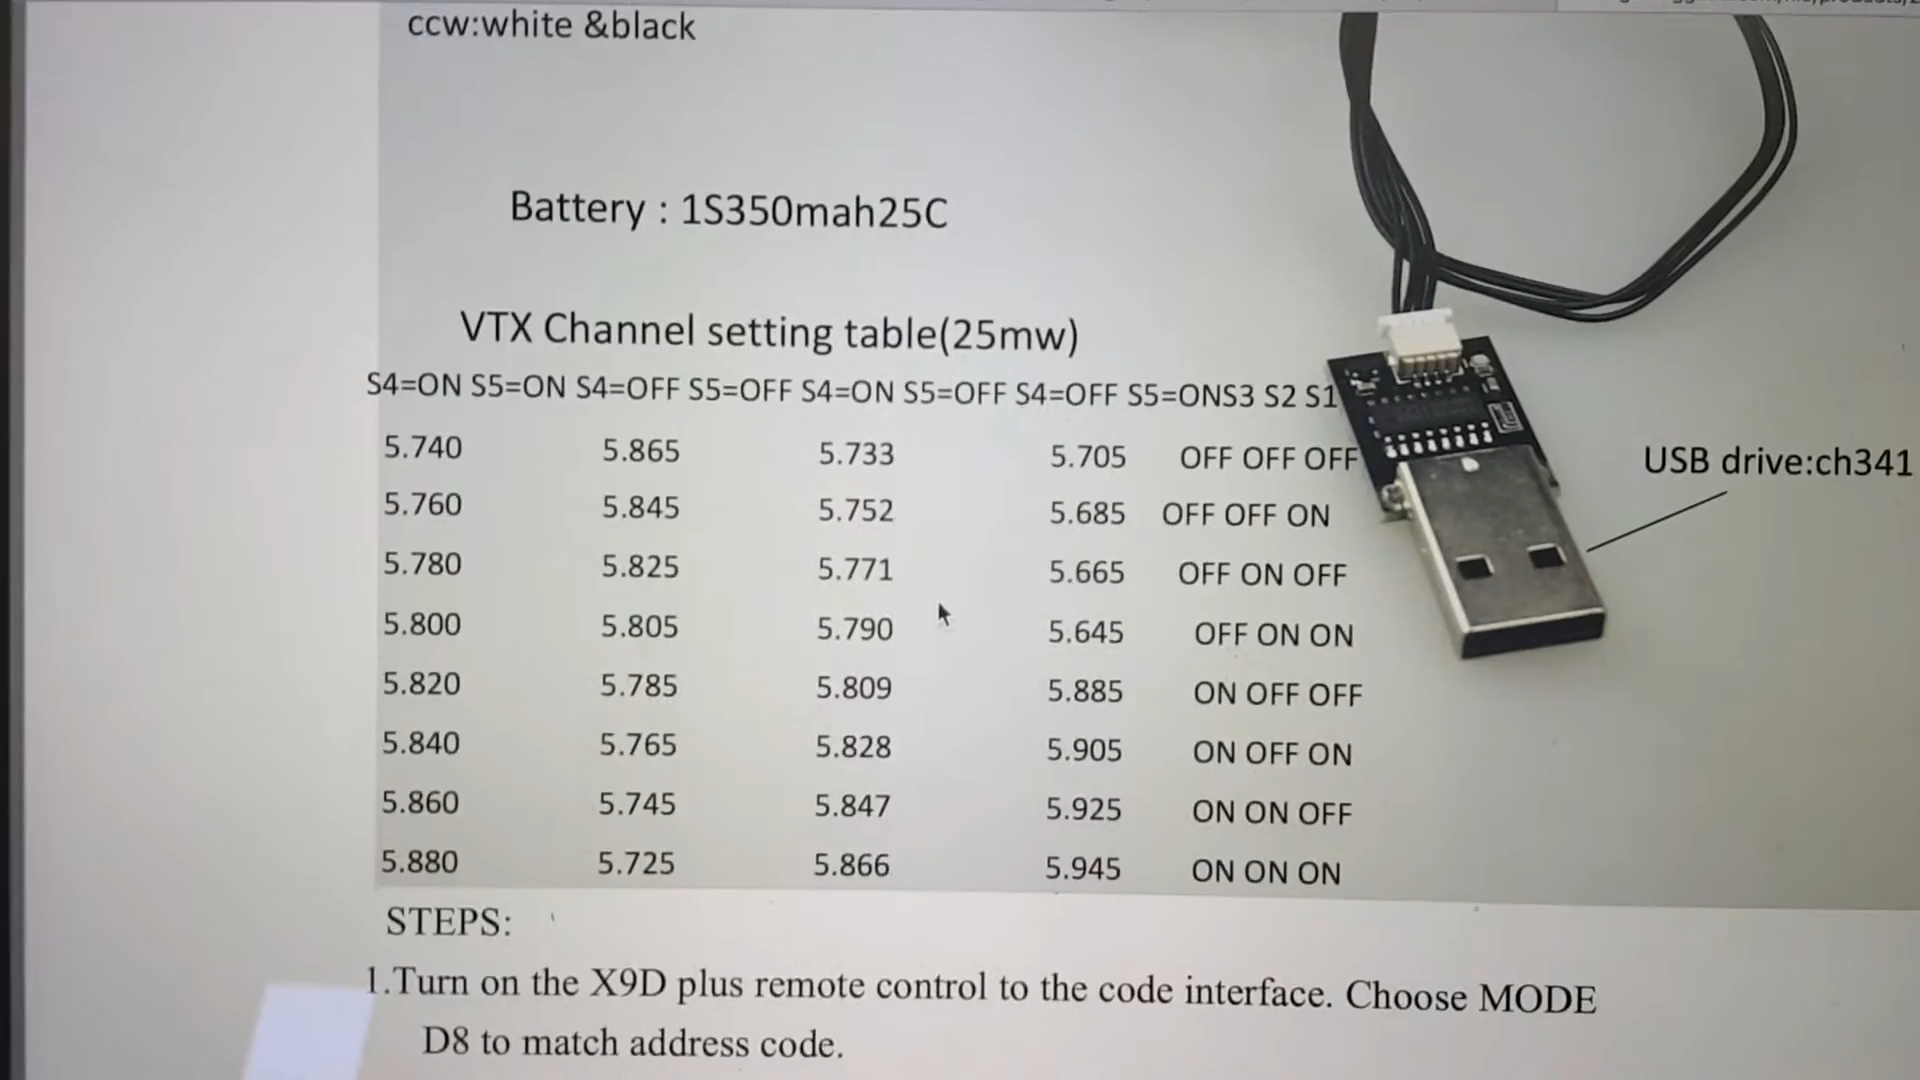 ccw:white &black
Battery : 1S350mah25C
VTX Channel setting table(25mw)
S4=ON S5=ON S4=OFF S5=OFF S4=ON S5=OFF S4=OFF S5=ONS3 S2 S1
5.740 5.865 5.733 5.705 OFF OFF OFF
5.760 5.845 5.752 5.685 OFF OFF ON
5.780 5.825 5.771 5.665 OFF ON OFF
5.800 5.805 5.790 5.645 OFF ON ON
5.820 5.785 5.809 5.885 ON OFF OFF
5.840 5.765 5.828 5.905 ON OFF ON
5.860 5.745 5.847 5.925 ON ON OFF
5.880 5.725 5.866 5.945 ON ON ON
USB drive:ch341
STEPS:
1.Turn on the X9D plus remote control to the code interface. Choose MODE
D8 to match address code.